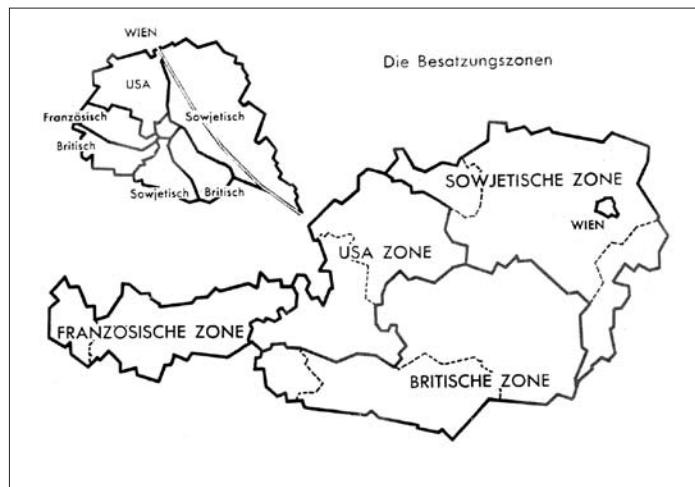 WIEN
Die Besatzungszonen
USA
Französisch
Sowjetisch
Britisch
Sowjetisch
Britisch
SOWJETISCHE ZONE
WIEN
USA ZONE
FRANZÖSISCHE ZONE
BRITISCHE ZONE